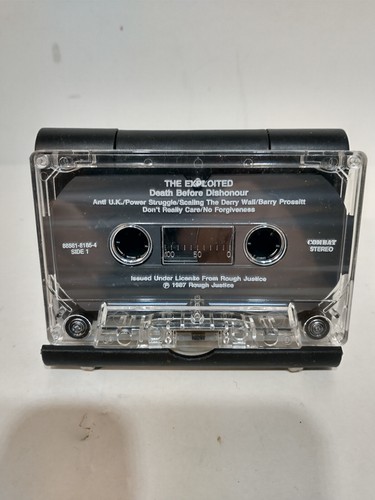 THE EXPLOITED
Death Before Dishonour
Anti U.K./Power Struggle/Scaling The Derry Wall/Barry Prossitt
Don't Really Care/No Forgiveness
88561-8186-4
SIDE 1
COMBAT
STEREO
100 50 0
Issued Under License From Rough Justice
℗ 1987 Rough Justice